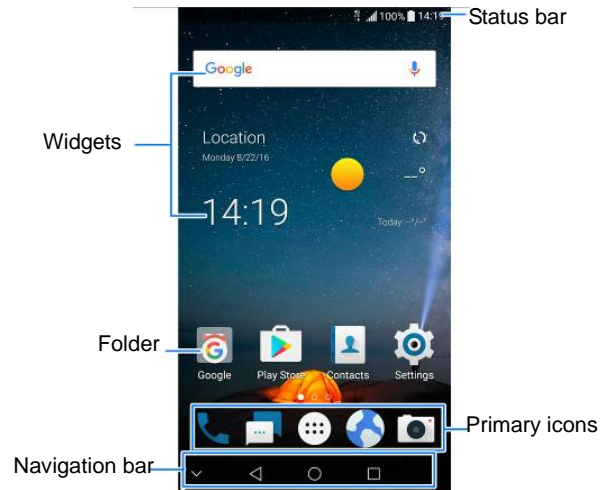 100% 14:19
Status bar
Google
Widgets
Location
Monday 8/22/16
__°
14:19
Today: --°/--°
Folder
Google
Play Store
Contacts
Settings
Primary icons
Navigation bar